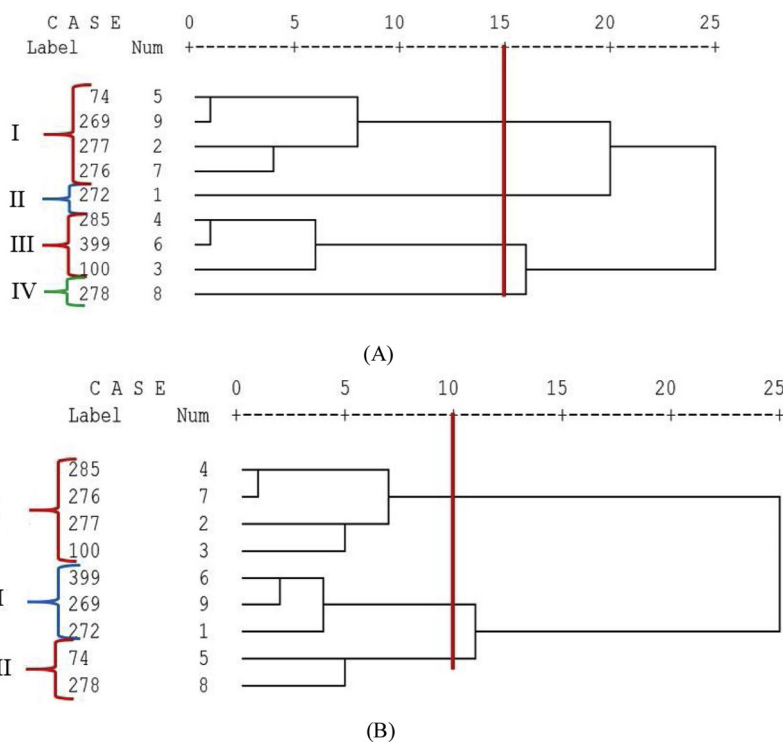 C A S E 0 5 10 15 20 25
Label Num
74 5
I 269 9
277 2
276 7
II 272 1
285 4
III 399 6
100 3
IV 278 8
(A)
C A S E 0 5 10 15 20 25
Label Num
285 4
276 7
277 2
100 3
399 6
I 269 9
272 1
74 5
II 278 8
(B)